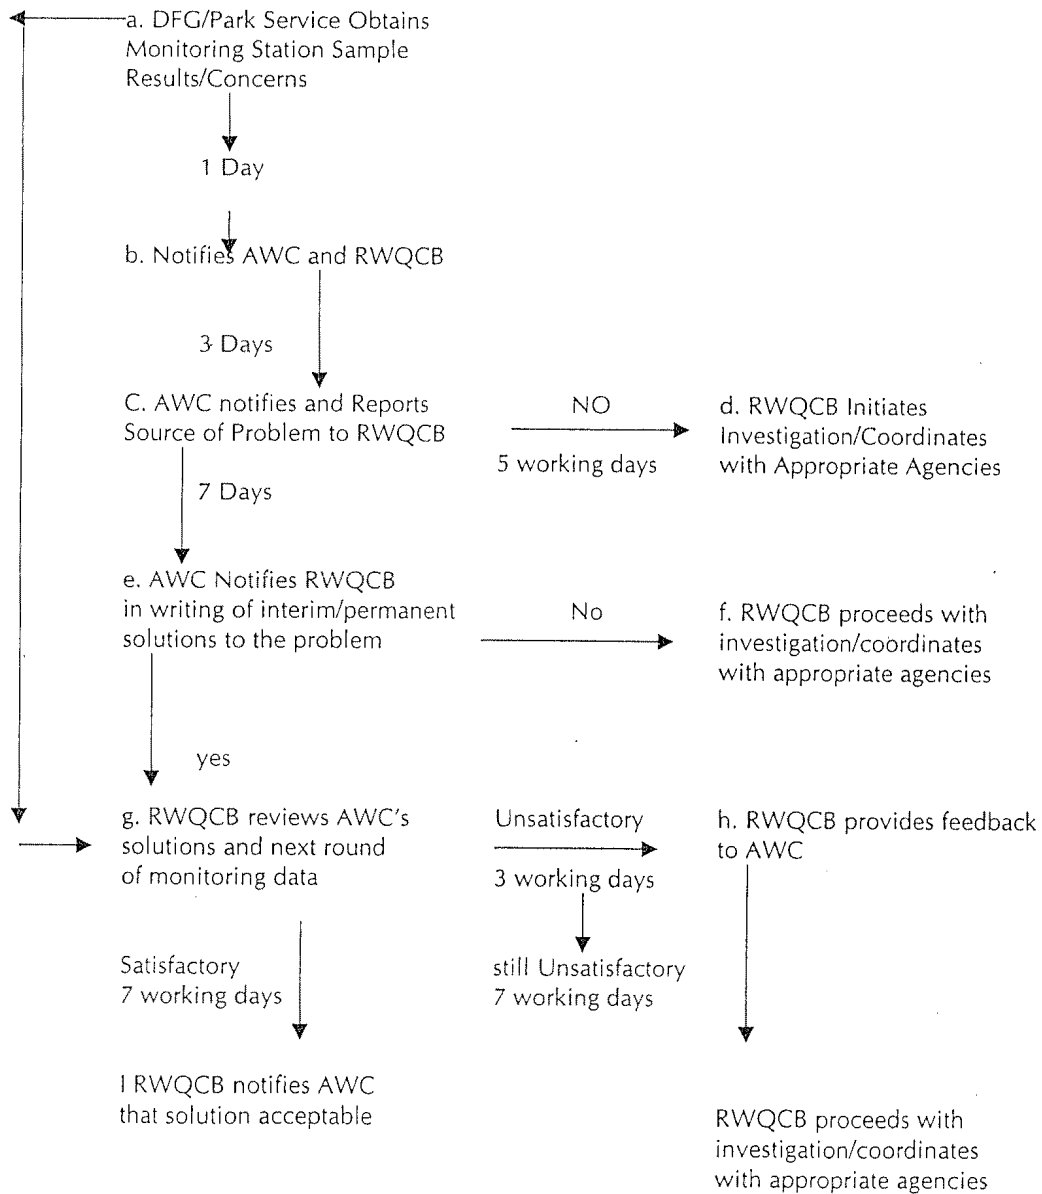 a. DFG/Park Service Obtains
Monitoring Station Sample
Results/Concerns
1 Day
b. Notifies AWC and RWQCB
3 Days
C. AWC notifies and Reports
Source of Problem to RWQCB
NO
5 working days
d. RWQCB Initiates
Investigation/Coordinates
with Appropriate Agencies
7 Days
e. AWC Notifies RWQCB
in writing of interim/permanent
solutions to the problem
No
f. RWQCB proceeds with
investigation/coordinates
with appropriate agencies
yes
g. RWQCB reviews AWC's
solutions and next round
of monitoring data
Unsatisfactory
3 working days
h. RWQCB provides feedback
to AWC
Satisfactory
7 working days
still Unsatisfactory
7 working days
I RWQCB notifies AWC
that solution acceptable
RWQCB proceeds with
investigation/coordinates
with appropriate agencies